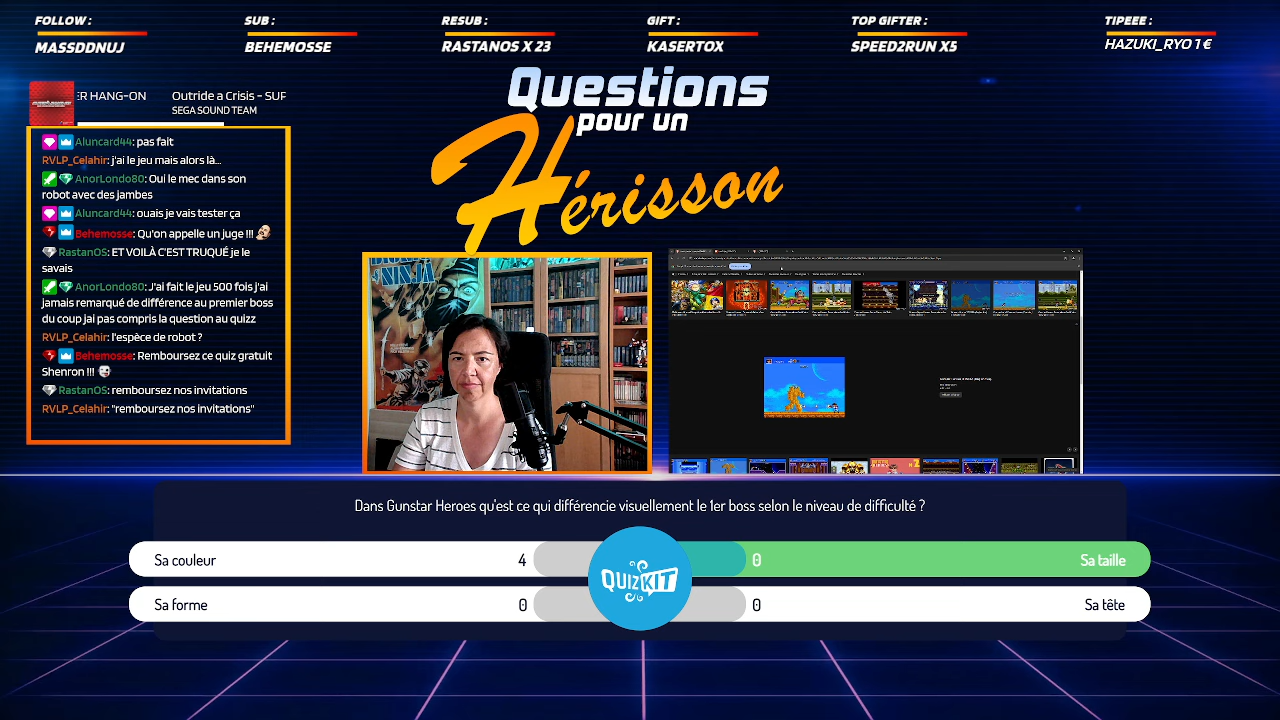 FOLLOW :
SUB :
RESUB :
GIFT :
TOP GIFTER :
TIPEEE :
MASSDDNUJ
BEHEMOSSE
RASTANOS X 23
KASERTOX
SPEED2RUN X5
HAZUKI_RYO 1 €
Questions
pour un
Hérisson
ER HANG-ON
Outride a Crisis - SUF
SEGA SOUND TEAM
Aluncard44: pas fait
RVLP_Celahir: j'ai le jeu mais alors là...
AnorLondo80: Oui le mec dans son
robot avec des jambes
Aluncard44: ouais je vais tester ça
Behemosse: Qu'on appelle un juge !!!
RastanOS: ET VOILÀ C'EST TRUQUÉ je le
savais
AnorLondo80: J'ai fait le jeu 500 fois j'ai
jamais remarqué de différence au premier boss
du coup jai pas compris la question au quizz
RVLP_Celahir: l'espèce de robot ?
Behemosse: Remboursez ce quiz gratuit
Shenron !!!
RastanOS: remboursez nos invitations
RVLP_Celahir: "remboursez nos invitations"
Dans Gunstar Heroes qu'est ce qui différencie visuellement le 1er boss selon le niveau de difficulté ?
Sa couleur 4
0 Sa taille
Sa forme 0
0 Sa tête
QUIZKIT